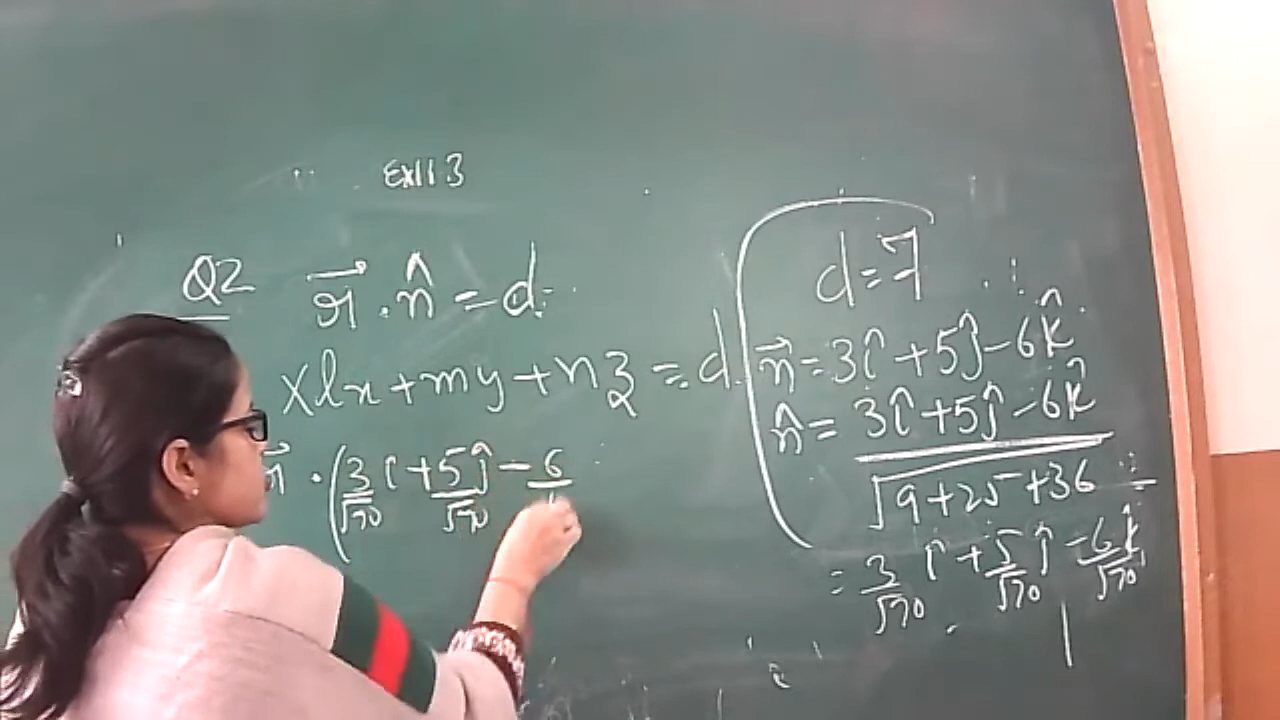 Ex11.3
Q2 r⃗ . n̂ = d
xlx + my + nz = d
r⃗ · (3/√70 î + 5/√70 ĵ − 6/
d = 7
n⃗ = 3î + 5ĵ − 6k̂
n̂ = 3î + 5ĵ − 6k̂
√9 + 25 + 36
= 3/√70 î + 5/√70 ĵ − 6/√70 k̂